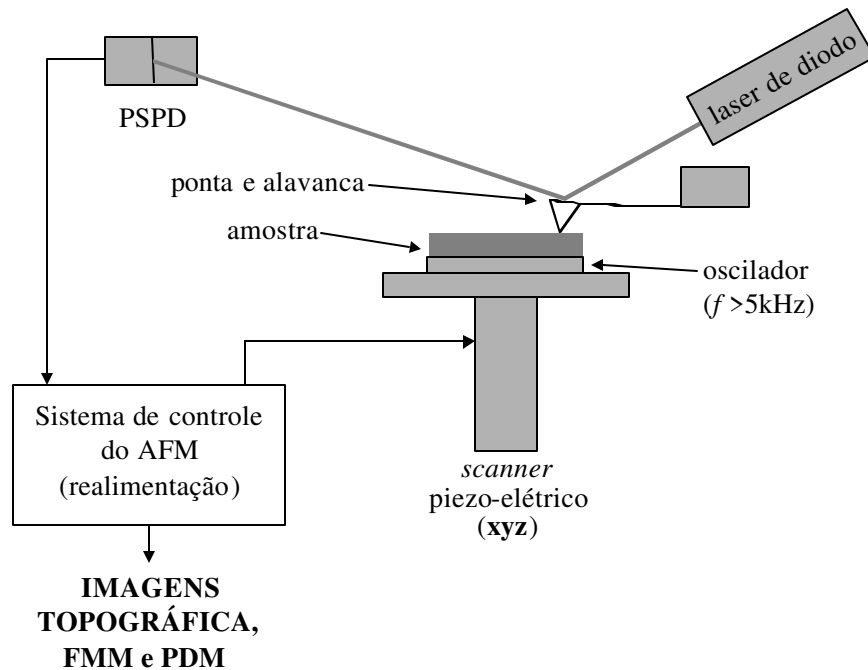 laser de diodo
PSPD
ponta e alavanca
amostra
oscilador
(f >5kHz)
Sistema de controle
do AFM
(realimentação)
scanner
piezo-elétrico
(xyz)
IMAGENS
TOPOGRÁFICA,
FMM e PDM